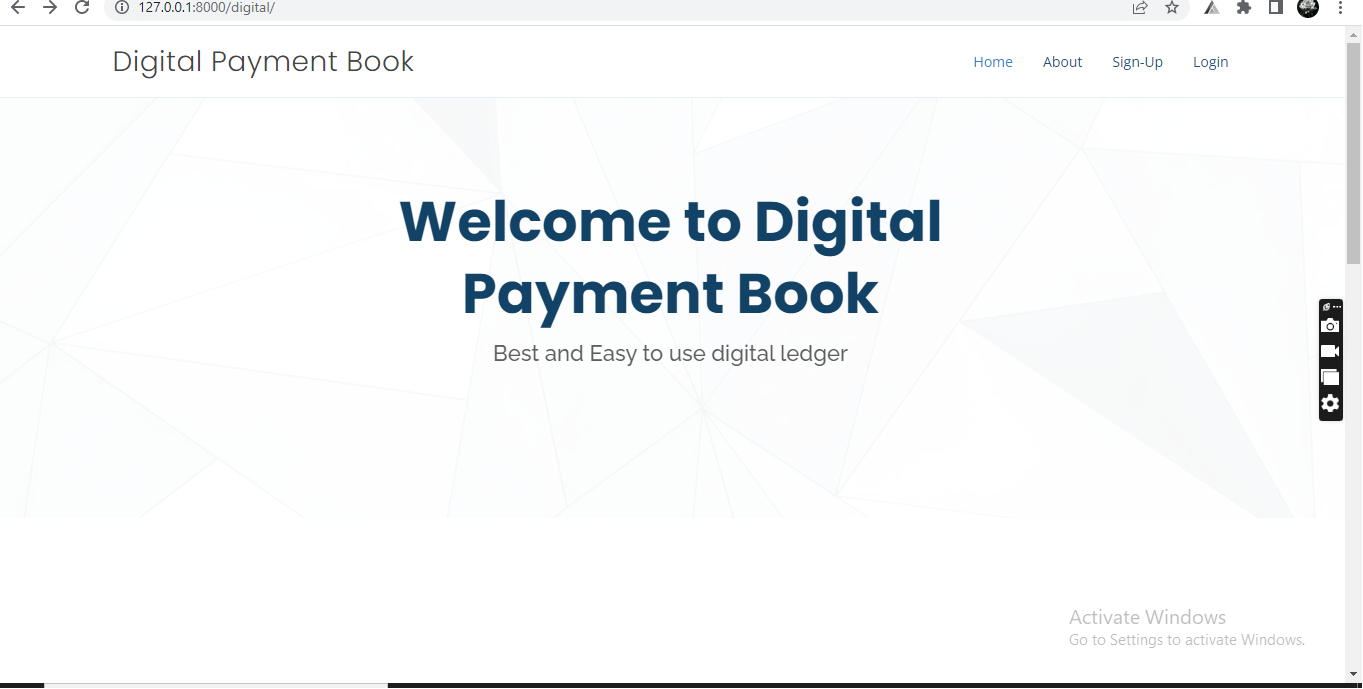 127.0.0.1:8000/digital/
Digital Payment Book
Home About Sign-Up Login
Welcome to Digital
Payment Book
Best and Easy to use digital ledger
Activate Windows
Go to Settings to activate Windows.